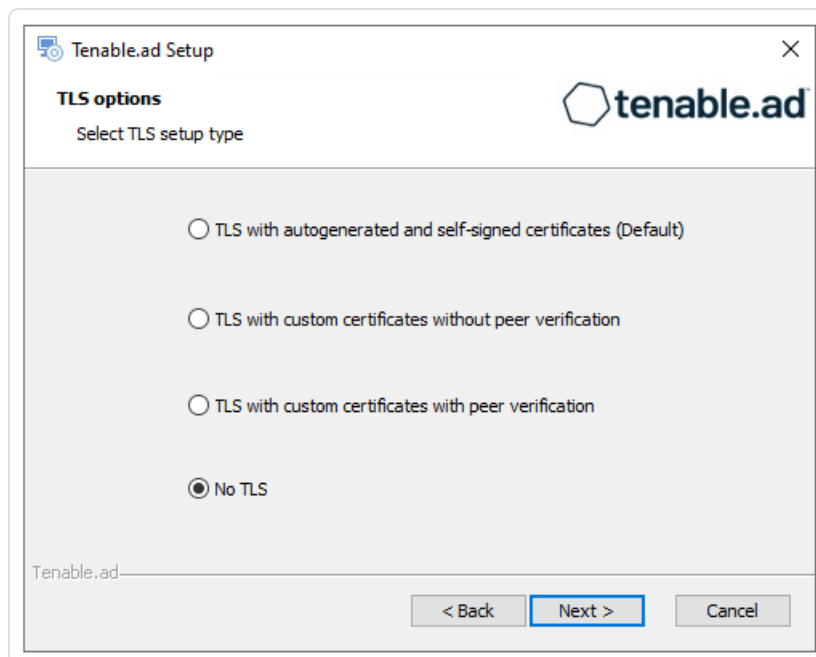 Tenable.ad Setup
TLS options
Select TLS setup type
tenable.ad
TLS with autogenerated and self-signed certificates (Default)
TLS with custom certificates without peer verification
TLS with custom certificates with peer verification
No TLS
Tenable.ad
< Back Next > Cancel